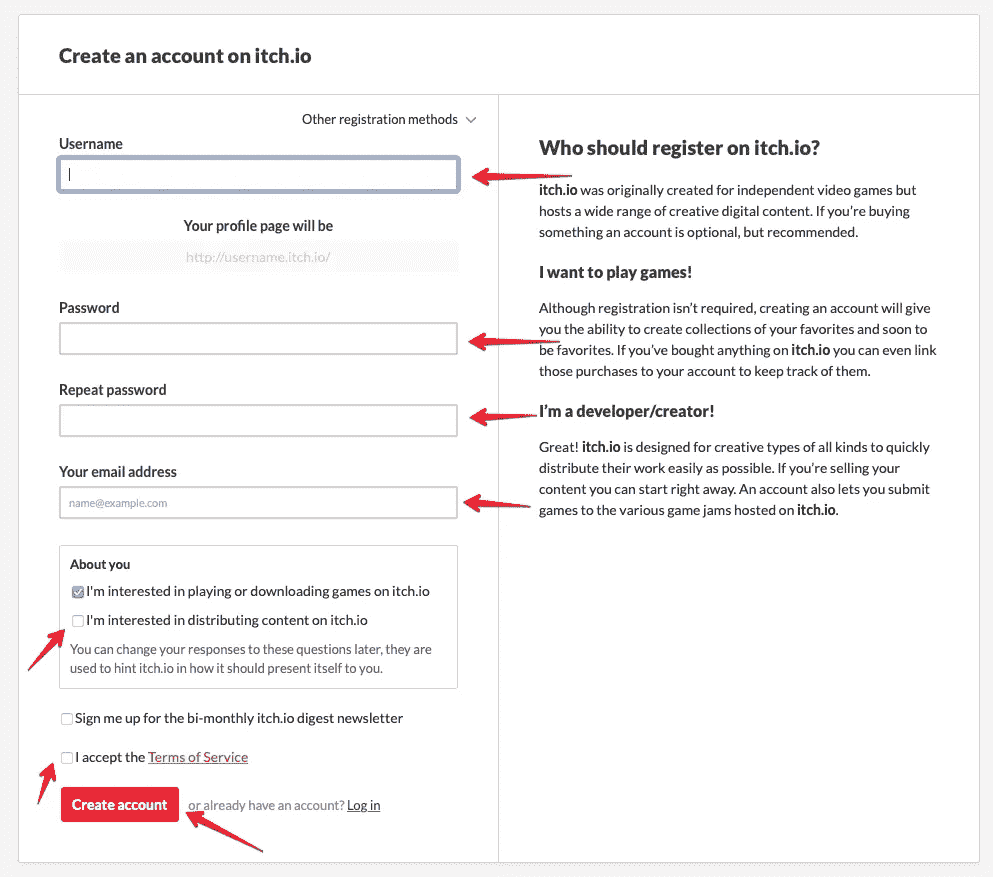 Create an account on itch.io
Other registration methods
Username
Your profile page will be
http://username.itch.io/
Password
Repeat password
Your email address
name@example.com
About you
I'm interested in playing or downloading games on itch.io
I'm interested in distributing content on itch.io
You can change your responses to these questions later, they are
used to hint itch.io in how it should present itself to you.
Sign me up for the bi-monthly itch.io digest newsletter
I accept the Terms of Service
Create account or already have an account? Log in
Who should register on itch.io?
itch.io was originally created for independent video games but
hosts a wide range of creative digital content. If you’re buying
something an account is optional, but recommended.
I want to play games!
Although registration isn’t required, creating an account will give
you the ability to create collections of your favorites and soon to
be favorites. If you’ve bought anything on itch.io you can even link
those purchases to your account to keep track of them.
I’m a developer/creator!
Great! itch.io is designed for creative types of all kinds to quickly
distribute their work easily as possible. If you’re selling your
content you can start right away. An account also lets you submit
games to the various game jams hosted on itch.io.